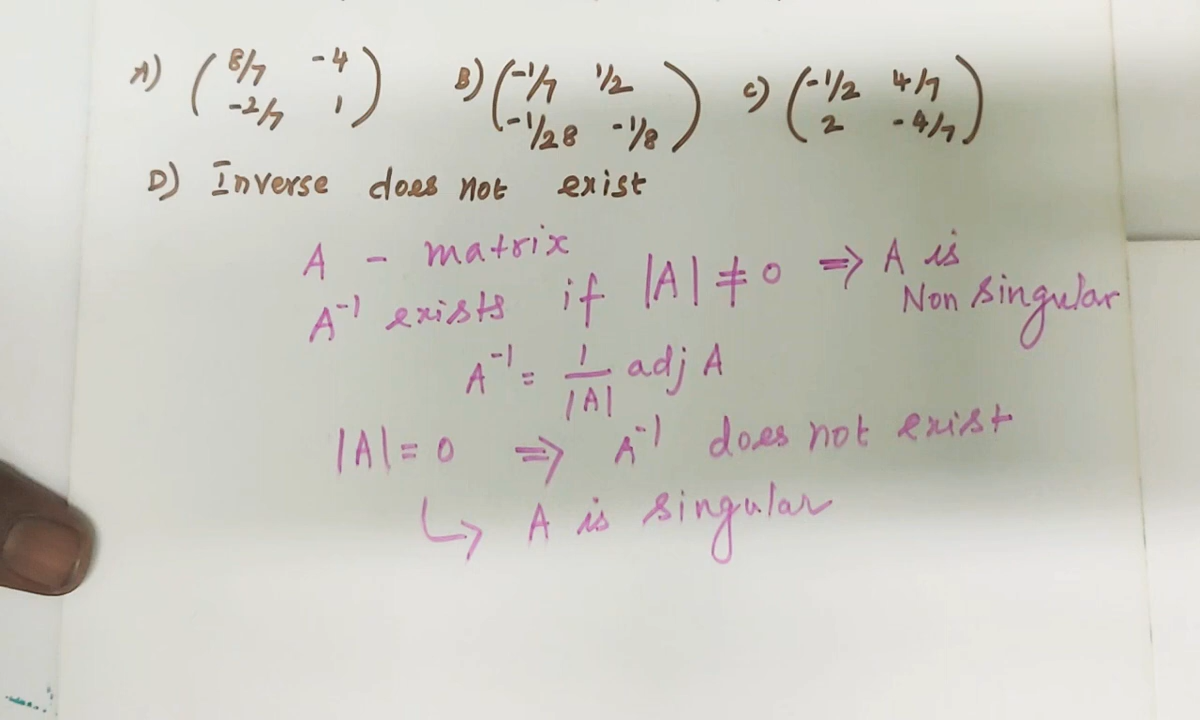 A) ( 8/7 -4 ) B) ( -1/7 1/2 ) C) ( -1/2 4/7 )
-2/7 1 -1/28 -1/8 2 -4/7
D) Inverse does not exist
A - matrix
A⁻¹ exists if |A| ≠ 0 ⇒ A is
Non singular
A⁻¹ = 1/|A| adj A
|A| = 0 ⇒ A⁻¹ does not exist
↳ A is singular